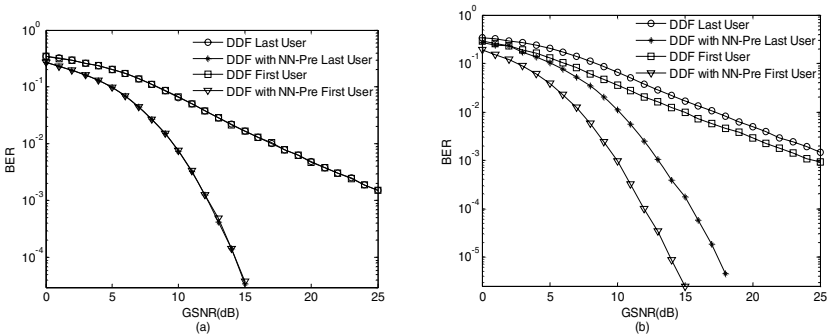 10^0
10^-1
10^-2
10^-3
10^-4
BER
0 5 10 15 20 25
GSNR(dB)
(a)
DDF Last User
DDF with NN-Pre Last User
DDF First User
DDF with NN-Pre First User
10^0
10^-1
10^-2
10^-3
10^-4
10^-5
BER
0 5 10 15 20 25
GSNR(dB)
(b)
DDF Last User
DDF with NN-Pre Last User
DDF First User
DDF with NN-Pre First User